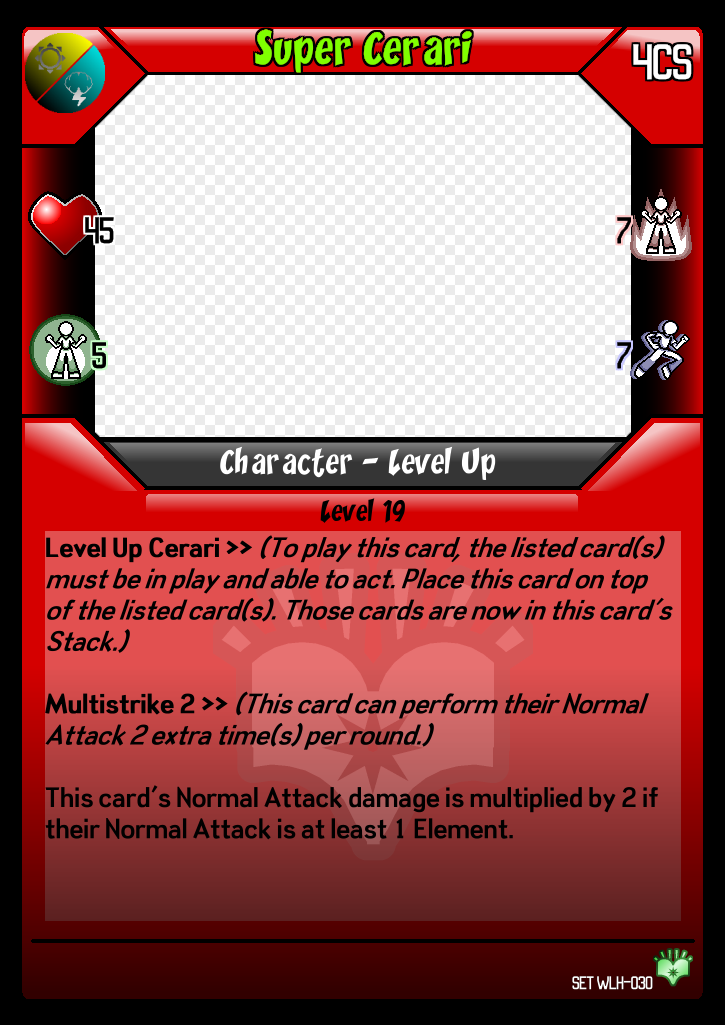 Super Cerari
4CS
45
7
5
7
Character - Level Up
Level 19
Level Up Cerari >> (To play this card, the listed card(s)
must be in play and able to act. Place this card on top
of the listed card(s). Those cards are now in this card's
Stack.)
Multistrike 2 >> (This card can perform their Normal
Attack 2 extra time(s) per round.)
This card's Normal Attack damage is multiplied by 2 if
their Normal Attack is at least 1 Element.
SET WLH-030